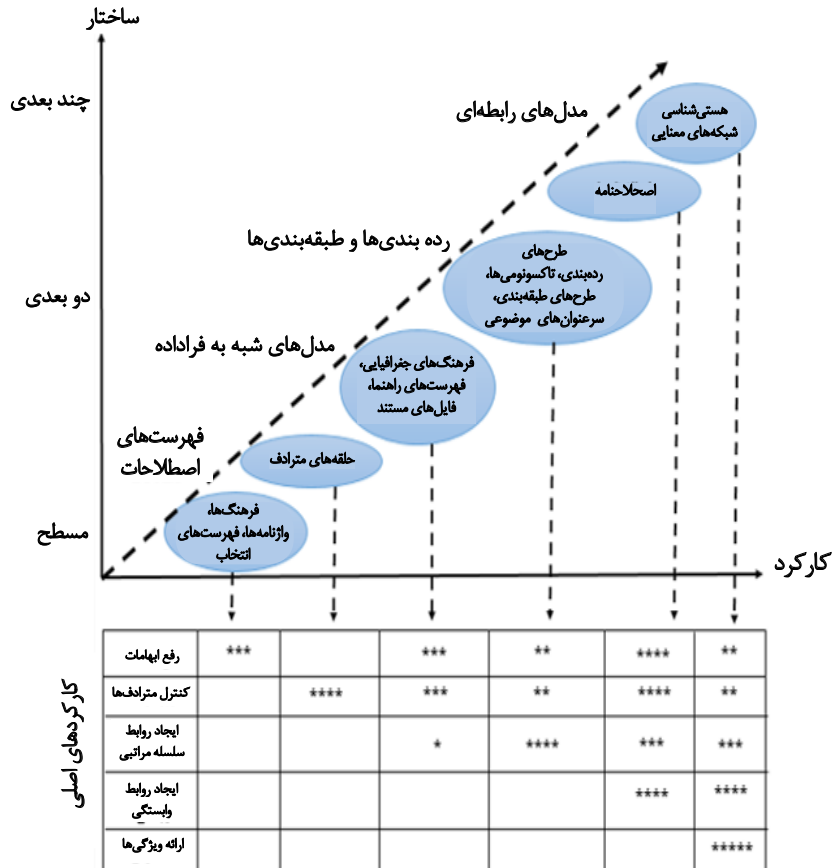 ساختار
چند بعدی
دو بعدی
مسطح
کارکرد
مدل‌های رابطه‌ای
رده بندی‌ها و طبقه‌بندی‌ها
مدل‌های شبه به فراداده
فهرست‌های
اصطلاحات
هستی‌شناسی
شبکه‌های معنایی
اصحلاحنامه
طرح‌های
رده‌بندی، تاکسونومی‌ها،
طرح‌های طبقه‌بندی،
سرعنوان‌های موضوعی
فرهنگ‌های جغرافیایی،
فهرست‌های راهنما،
فایل‌های مستند
حلقه‌های مترادف
فرهنگ‌ها،
واژنامه‌ها، فهرست‌های
انتخاب
کارکردهای اصلی
رفع ابهامات *** *** ** **** **
کنترل مترادف‌ها **** *** ** **** **
ایجاد روابط
سلسله مراتبی * **** *** ***
ایجاد روابط
وابستگی **** ****
ارائه ویژگی‌ها *****